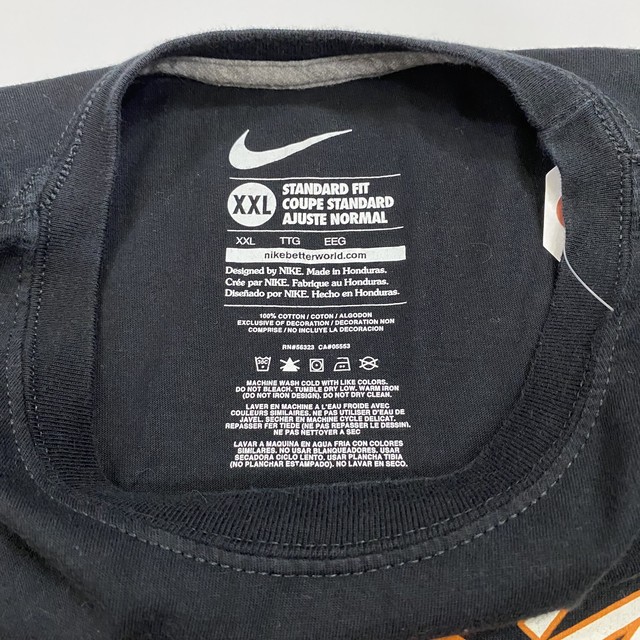 XXL
STANDARD FIT
COUPE STANDARD
AJUSTE NORMAL
XXL TTG EEG
nikebetterworld.com
Designed by NIKE. Made in Honduras.
Crée par NIKE. Fabrique au Honduras.
Diseñado por NIKE. Hecho en Honduras.
100% COTTON / COTON / ALGODON
EXCLUSIVE OF DECORATION / DECORATION NON
COMPRISE / NO INCLUYE LA DECORACION
RN#56323 CA#05553
MACHINE WASH COLD WITH LIKE COLORS.
DO NOT BLEACH. TUMBLE DRY LOW. WARM IRON
(DO NOT IRON DESIGN). DO NOT DRY CLEAN.
LAVER EN MACHINE A L'EAU FROIDE AVEC
COULEURS SIMILAIRES. NE PAS UTILISER D'EAU
DE JAVEL. SECHER EN MACHINE CYCLE DELICAT.
REPASSER FER TIEDE (NE PAS REPASSER LE DESSIN).
NE PAS NETTOYER A SEC
LAVAR A MAQUINA EN AGUA FRIA CON COLORES
SIMILARES. NO USAR BLANQUEADORES. USAR
SECADORA CICLO LENTO. USAR PLANCHA TIBIA
(NO PLANCHAR ESTAMPADO). NO LAVAR EN SECO.